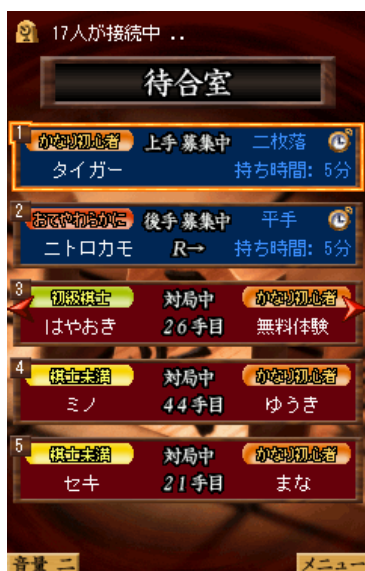 17人が接続中 ..
待合室
1 かなり初心者 上手募集中 二枚落
タイガー 持ち時間: 5分
2 おてやわらかに 後手募集中 平手
ニトロカモ R→ 持ち時間: 5分
3 初級棋士 対局中 かなり初心者
はやおき 26手目 無料体験
4 棋士未満 対局中 かなり初心者
ミノ 44手目 ゆうき
5 棋士未満 対局中 かなり初心者
セキ 21手目 まな
音量 二 メニュー